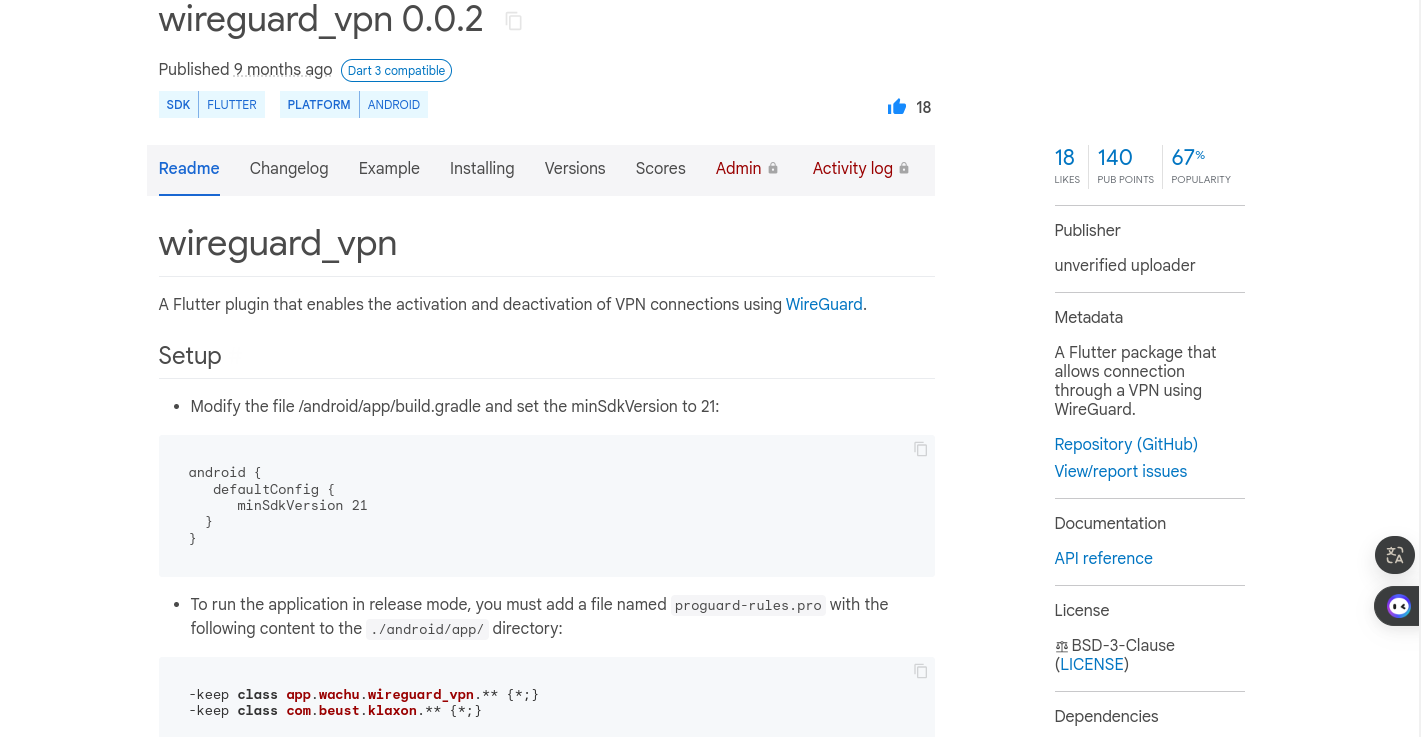 wireguard_vpn 0.0.2
Published 9 months ago Dart 3 compatible
SDK FLUTTER PLATFORM ANDROID
18
Readme Changelog Example Installing Versions Scores Admin Activity log
wireguard_vpn
A Flutter plugin that enables the activation and deactivation of VPN connections using WireGuard.
Setup
• Modify the file /android/app/build.gradle and set the minSdkVersion to 21:
android {
   defaultConfig {
      minSdkVersion 21
  }
}
• To run the application in release mode, you must add a file named proguard-rules.pro with the
following content to the ./android/app/ directory:
-keep class app.wachu.wireguard_vpn.** {*;}
-keep class com.beust.klaxon.** {*;}
18 140 67%
LIKES PUB POINTS POPULARITY
Publisher
unverified uploader
Metadata
A Flutter package that
allows connection
through a VPN using
WireGuard.
Repository (GitHub)
View/report issues
Documentation
API reference
License
BSD-3-Clause
(LICENSE)
Dependencies